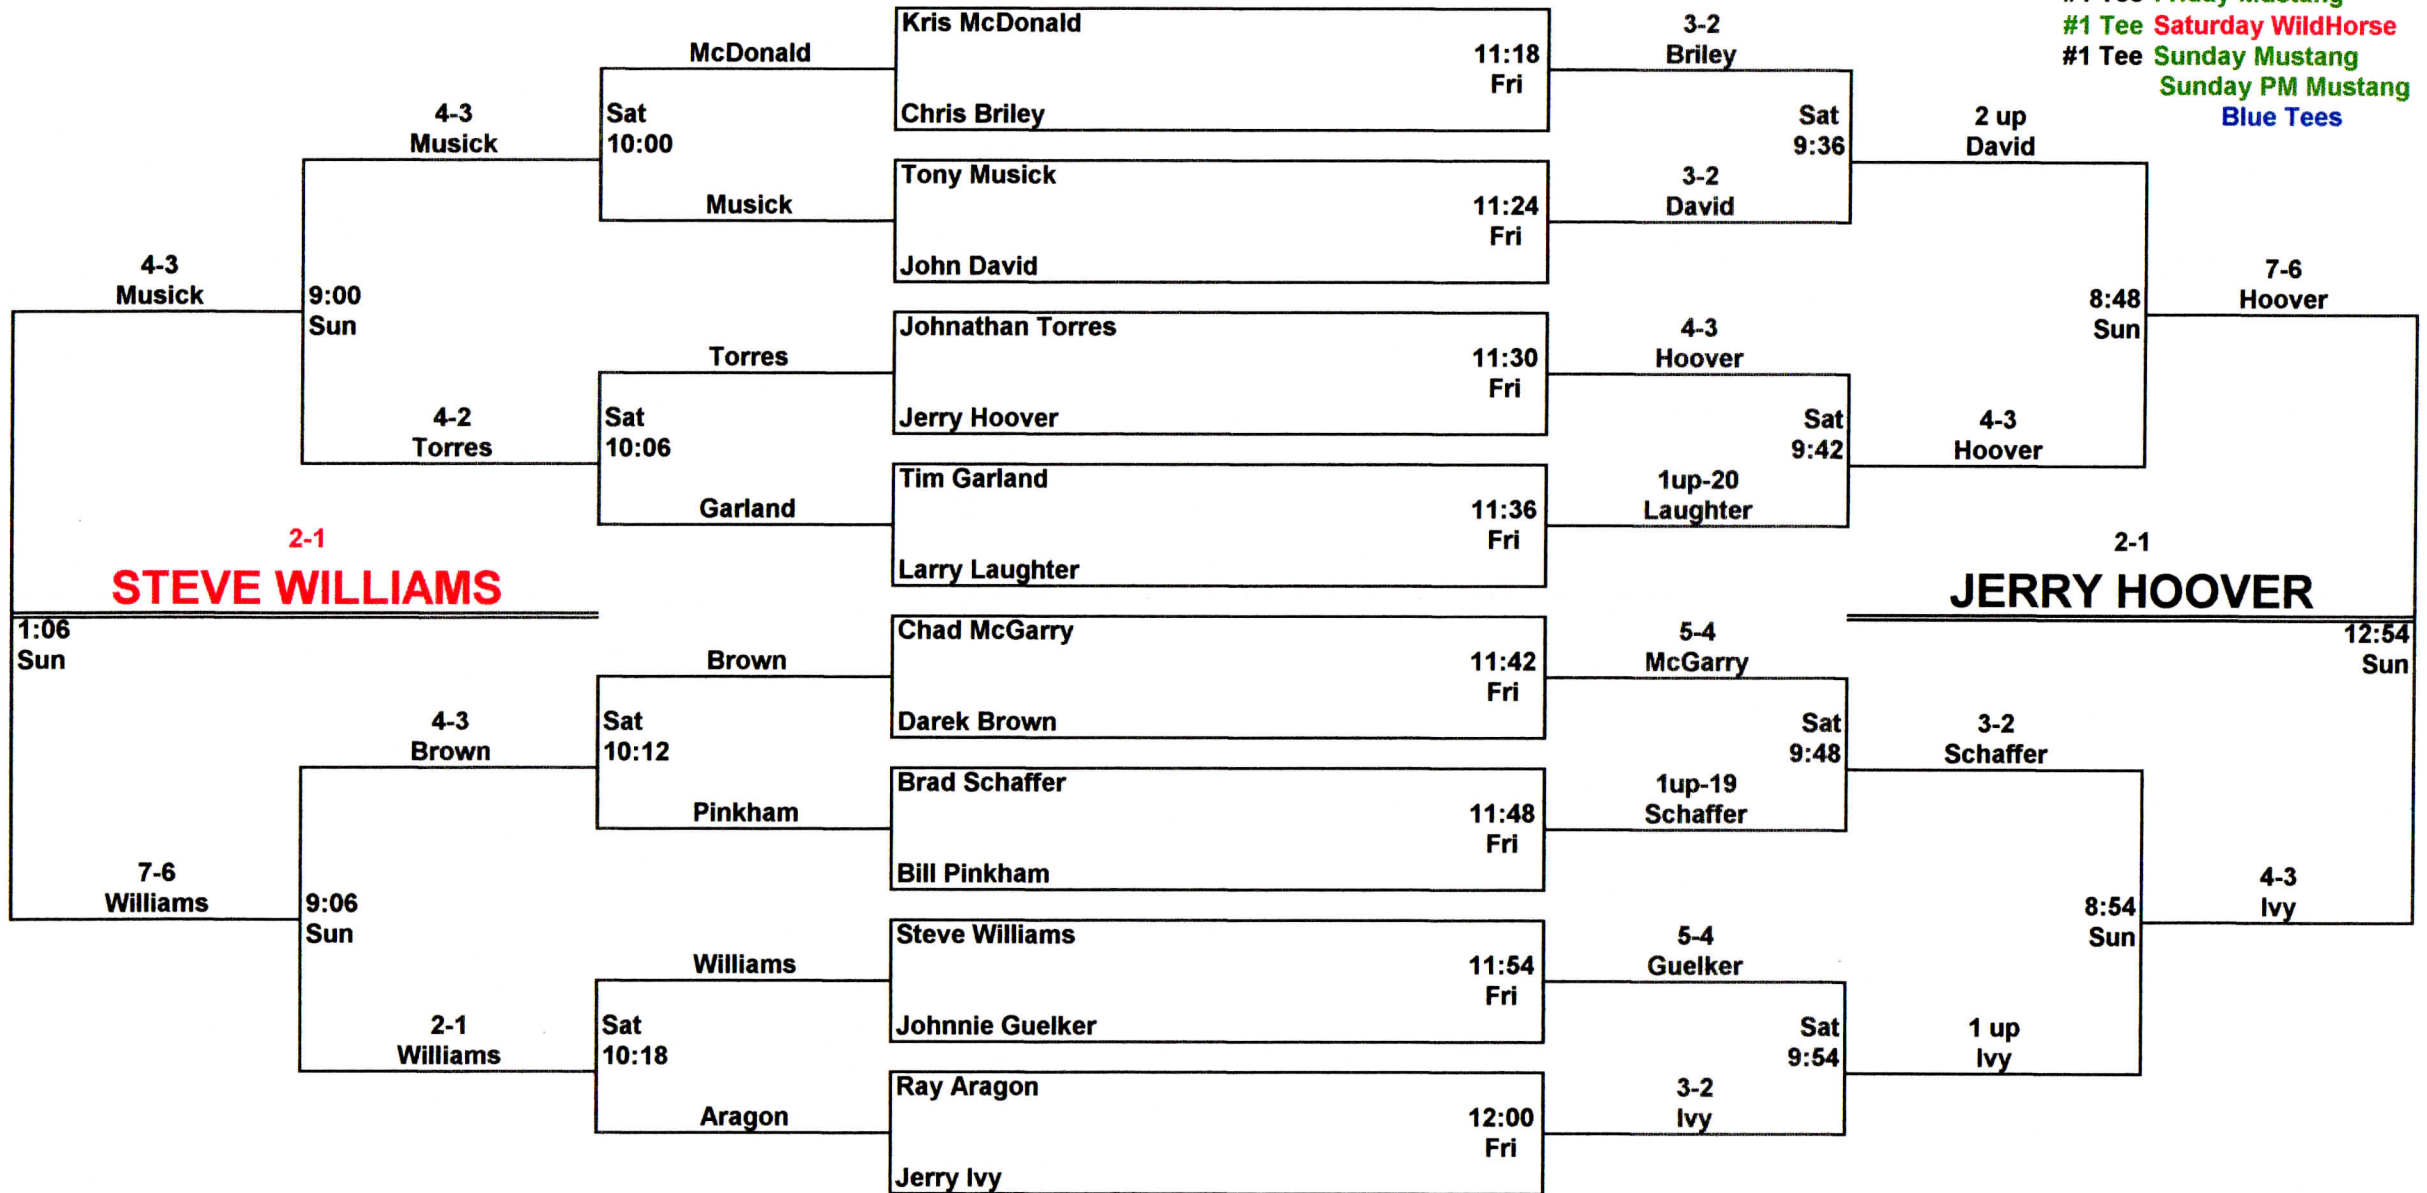 #1 Tee Friday Mustang
#1 Tee Saturday WildHorse
#1 Tee Sunday Mustang
Sunday PM Mustang
Blue Tees
4-3
Musick
9:00
Sun
2-1
STEVE WILLIAMS
1:06
Sun
7-6
Williams
9:06
Sun
4-3
Musick
4-2
Torres
4-3
Brown
2-1
Williams
McDonald
Sat
10:00
Musick
Torres
Sat
10:06
Garland
Brown
Sat
10:12
Pinkham
Williams
Sat
10:18
Aragon
Kris McDonald
11:18
Fri
Chris Briley
Tony Musick
11:24
Fri
John David
Johnathan Torres
11:30
Fri
Jerry Hoover
Tim Garland
11:36
Fri
Larry Laughter
Chad McGarry
11:42
Fri
Darek Brown
Brad Schaffer
11:48
Fri
Bill Pinkham
Steve Williams
11:54
Fri
Johnnie Guelker
Ray Aragon
12:00
Fri
Jerry Ivy
3-2
Briley
Sat
9:36
3-2
David
4-3
Hoover
Sat
9:42
1up-20
Laughter
5-4
McGarry
Sat
9:48
1up-19
Schaffer
5-4
Guelker
Sat
9:54
3-2
Ivy
2 up
David
8:48
Sun
4-3
Hoover
3-2
Schaffer
8:54
Sun
1 up
Ivy
7-6
Hoover
2-1
JERRY HOOVER
12:54
Sun
4-3
Ivy